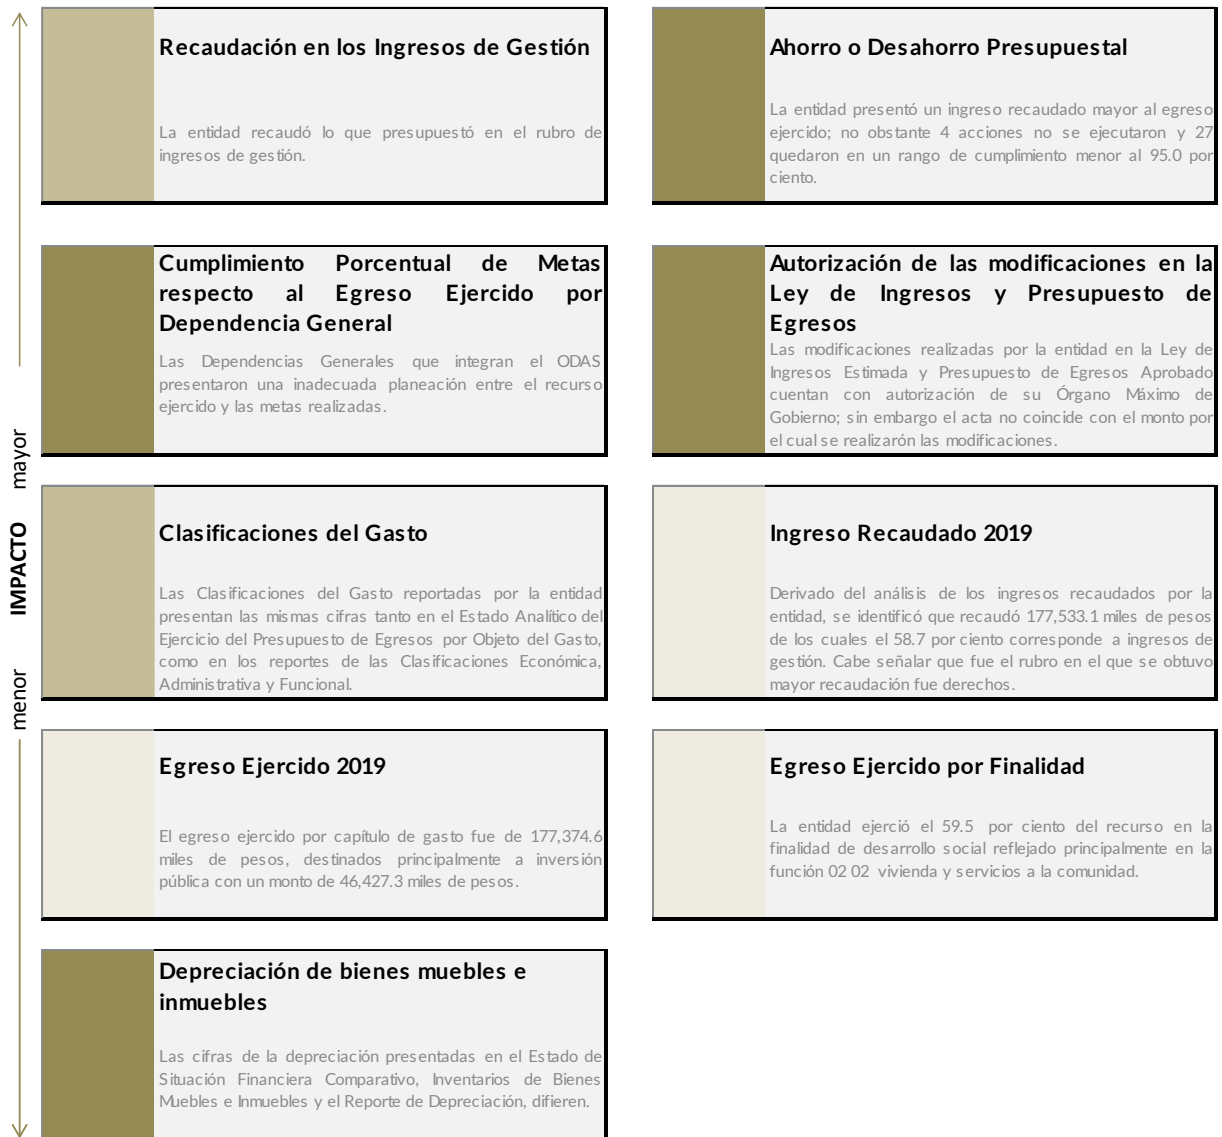 Recaudación en los Ingresos de Gestión
La entidad recaudó lo que presupuestó en el rubro de
ingresos de gestión.
Ahorro o Desahorro Presupuestal
La entidad presentó un ingreso recaudado mayor al egreso
ejercido; no obstante 4 acciones no se ejecutaron y 27
quedaron en un rango de cumplimiento menor al 95.0 por
ciento.
Cumplimiento Porcentual de Metas
respecto al Egreso Ejercido por
Dependencia General
Las Dependencias Generales que integran el ODAS
presentaron una inadecuada planeación entre el recurso
ejercido y las metas realizadas.
Autorización de las modificaciones en la
Ley de Ingresos y Presupuesto de
Egresos
Las modificaciones realizadas por la entidad en la Ley de
Ingresos Estimada y Presupuesto de Egresos Aprobado
cuentan con autorización de su Órgano Máximo de
Gobierno; sin embargo el acta no coincide con el monto por
el cual se realizarón las modificaciones.
menor IMPACTO mayor
Clasificaciones del Gasto
Las Clasificaciones del Gasto reportadas por la entidad
presentan las mismas cifras tanto en el Estado Analítico del
Ejercicio del Presupuesto de Egresos por Objeto del Gasto,
como en los reportes de las Clasificaciones Económica,
Administrativa y Funcional.
Ingreso Recaudado 2019
Derivado del análisis de los ingresos recaudados por la
entidad, se identificó que recaudó 177,533.1 miles de pesos
de los cuales el 58.7 por ciento corresponde a ingresos de
gestión. Cabe señalar que fue el rubro en el que se obtuvo
mayor recaudación fue derechos.
Egreso Ejercido 2019
El egreso ejercido por capítulo de gasto fue de 177,374.6
miles de pesos, destinados principalmente a inversión
pública con un monto de 46,427.3 miles de pesos.
Egreso Ejercido por Finalidad
La entidad ejerció el 59.5 por ciento del recurso en la
finalidad de desarrollo social reflejado principalmente en la
función 02 02 vivienda y servicios a la comunidad.
Depreciación de bienes muebles e
inmuebles
Las cifras de la depreciación presentadas en el Estado de
Situación Financiera Comparativo, Inventarios de Bienes
Muebles e Inmuebles y el Reporte de Depreciación, difieren.